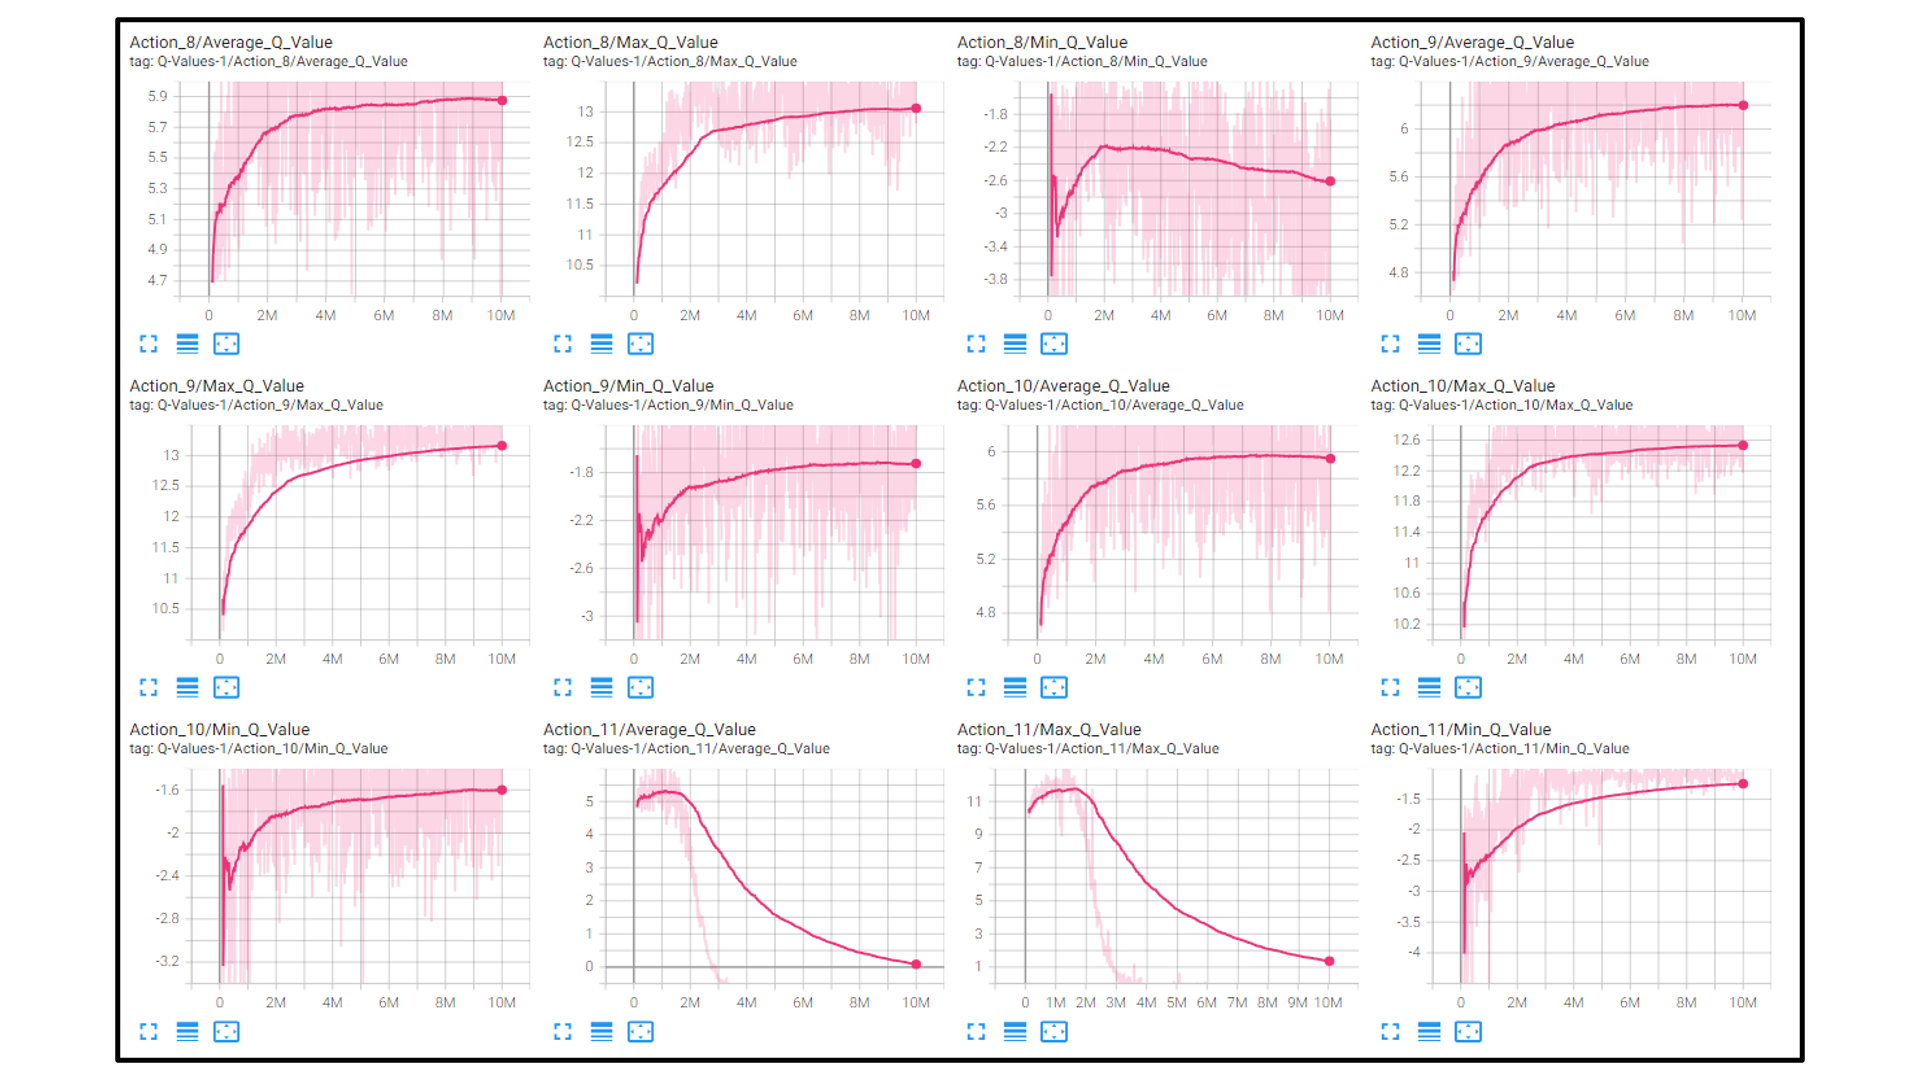 Action_8/Average_Q_Value
tag: Q-Values-1/Action_8/Average_Q_Value
5.9
5.7
5.5
5.3
5.1
4.9
4.7
0 2M 4M 6M 8M 10M
Action_8/Max_Q_Value
tag: Q-Values-1/Action_8/Max_Q_Value
13
12.5
12
11.5
11
10.5
0 2M 4M 6M 8M 10M
Action_8/Min_Q_Value
tag: Q-Values-1/Action_8/Min_Q_Value
-1.8
-2.2
-2.6
-3
-3.4
-3.8
0 2M 4M 6M 8M 10M
Action_9/Average_Q_Value
tag: Q-Values-1/Action_9/Average_Q_Value
6
5.6
5.2
4.8
0 2M 4M 6M 8M 10M
Action_9/Max_Q_Value
tag: Q-Values-1/Action_9/Max_Q_Value
13
12.5
12
11.5
11
10.5
0 2M 4M 6M 8M 10M
Action_9/Min_Q_Value
tag: Q-Values-1/Action_9/Min_Q_Value
-1.8
-2.2
-2.6
-3
0 2M 4M 6M 8M 10M
Action_10/Average_Q_Value
tag: Q-Values-1/Action_10/Average_Q_Value
6
5.6
5.2
4.8
0 2M 4M 6M 8M 10M
Action_10/Max_Q_Value
tag: Q-Values-1/Action_10/Max_Q_Value
12.6
12.2
11.8
11.4
11
10.6
10.2
0 2M 4M 6M 8M 10M
Action_10/Min_Q_Value
tag: Q-Values-1/Action_10/Min_Q_Value
-1.6
-2
-2.4
-2.8
-3.2
0 2M 4M 6M 8M 10M
Action_11/Average_Q_Value
tag: Q-Values-1/Action_11/Average_Q_Value
5
4
3
2
1
0
0 2M 4M 6M 8M 10M
Action_11/Max_Q_Value
tag: Q-Values-1/Action_11/Max_Q_Value
11
9
7
5
3
1
0 1M 2M 3M 4M 5M 6M 7M 8M 9M 10M
Action_11/Min_Q_Value
tag: Q-Values-1/Action_11/Min_Q_Value
-1.5
-2
-2.5
-3
-3.5
-4
0 2M 4M 6M 8M 10M